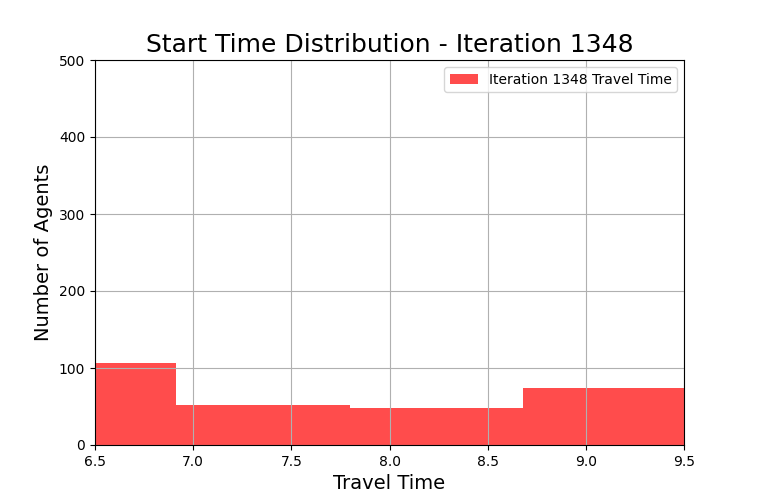 Start Time Distribution - Iteration 1348
500
Iteration 1348 Travel Time
400
300
200
100
0
Number of Agents
6.5 7.0 7.5 8.0 8.5 9.0 9.5
Travel Time